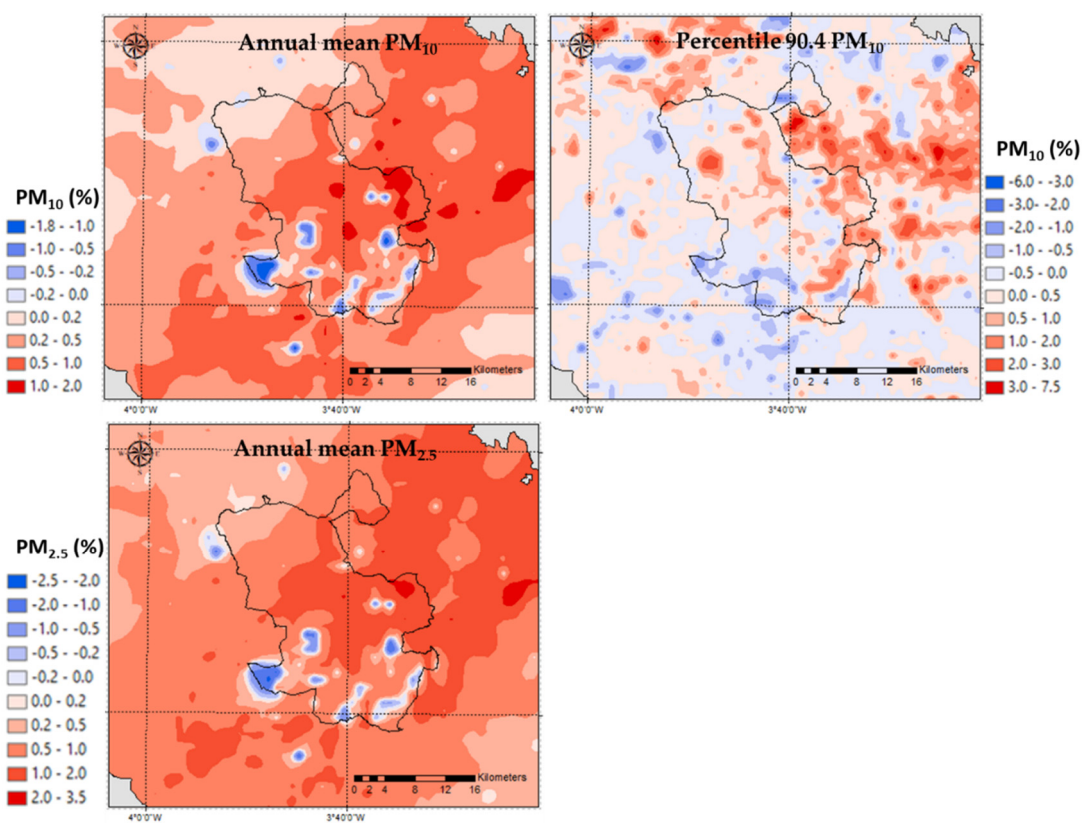 Annual mean PM10
PM10 (%)
-1.8 - -1.0
-1.0 - -0.5
-0.5 - -0.2
-0.2 - 0.0
0.0 - 0.2
0.2 - 0.5
0.5 - 1.0
1.0 - 2.0
0 2 4 8 12 16 Kilometers
4°0'0"W 3°40'0"W
Percentile 90.4 PM10
PM10 (%)
-6.0 - -3.0
-3.0 - -2.0
-2.0 - -1.0
-1.0 - -0.5
-0.5 - 0.0
0.0 - 0.5
0.5 - 1.0
1.0 - 2.0
2.0 - 3.0
3.0 - 7.5
0 2 4 8 12 16 Kilometers
4°0'0"W 3°40'0"W
Annual mean PM2.5
PM2.5 (%)
-2.5 - -2.0
-2.0 - -1.0
-1.0 - -0.5
-0.5 - -0.2
-0.2 - 0.0
0.0 - 0.2
0.2 - 0.5
0.5 - 1.0
1.0 - 2.0
2.0 - 3.5
0 2 4 8 12 16 Kilometers
4°0'0"W 3°40'0"W